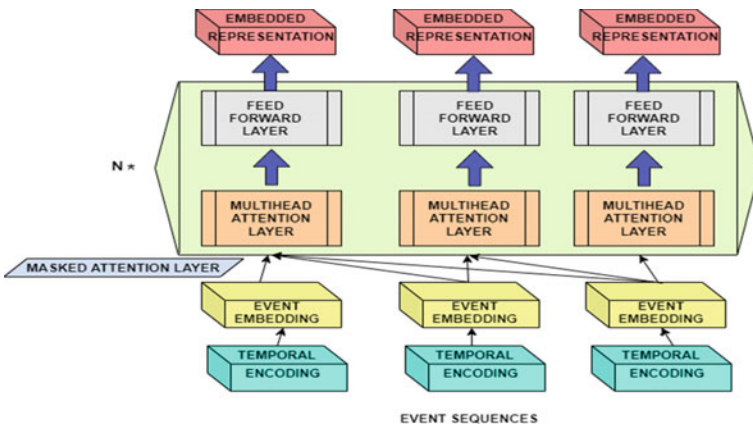 EMBEDDED EMBEDDED EMBEDDED
REPRESENTATION REPRESENTATION REPRESENTATION
FEED FEED FEED
FORWARD FORWARD FORWARD
LAYER LAYER LAYER
N *
MULTIHEAD MULTIHEAD MULTIHEAD
ATTENTION ATTENTION ATTENTION
LAYER LAYER LAYER
MASKED ATTENTION LAYER
EVENT EVENT EVENT
EMBEDDING EMBEDDING EMBEDDING
TEMPORAL TEMPORAL TEMPORAL
ENCODING ENCODING ENCODING
EVENT SEQUENCES